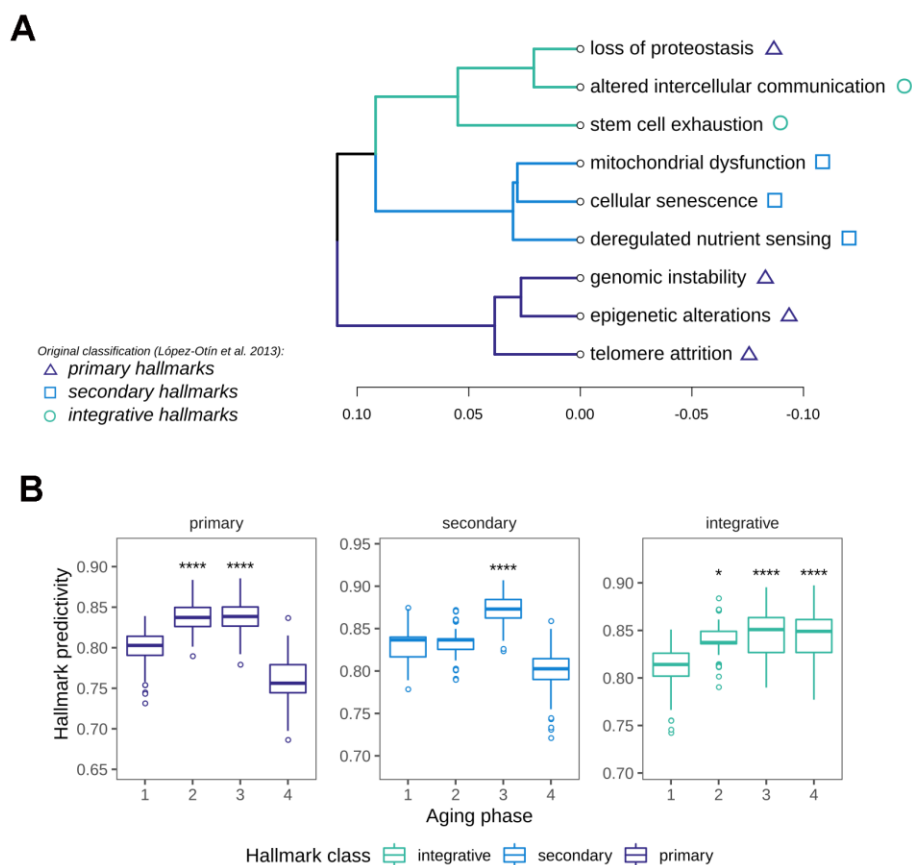 A
loss of proteostasis
altered intercellular communication
stem cell exhaustion
mitochondrial dysfunction
cellular senescence
deregulated nutrient sensing
genomic instability
epigenetic alterations
telomere attrition
Original classification (López-Otín et al. 2013):
primary hallmarks
secondary hallmarks
integrative hallmarks
0.10 0.05 0.00 -0.05 -0.10
B
primary secondary integrative
Hallmark predictivity
0.90
0.85
0.80
0.75
0.70
0.65
**** ****
1 2 3 4
0.95
0.90
0.85
0.80
0.75
0.70
****
1 2 3 4
0.90
0.85
0.80
0.75
0.70
* **** ****
1 2 3 4
Aging phase
Hallmark class integrative secondary primary